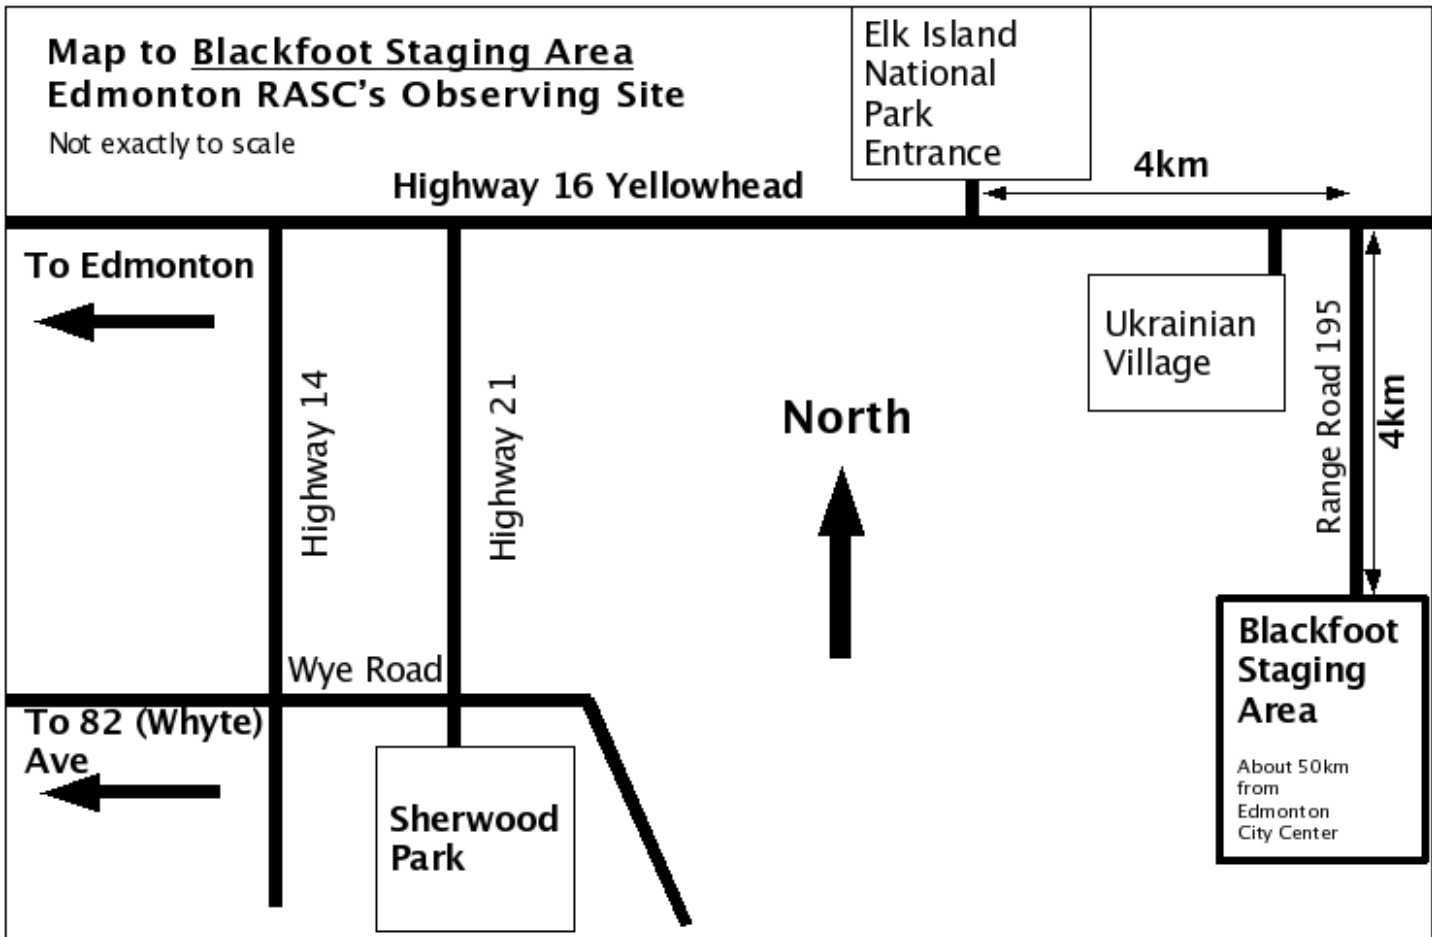 Map to Blackfoot Staging Area
Edmonton RASC's Observing Site
Not exactly to scale
Elk Island
National
Park
Entrance
4km
Highway 16 Yellowhead
To Edmonton
Highway 14
Highway 21
North
Ukrainian
Village
Range Road 195
4km
Wye Road
To 82 (Whyte)
Ave
Sherwood
Park
Blackfoot
Staging
Area
About 50km
from
Edmonton
City Center